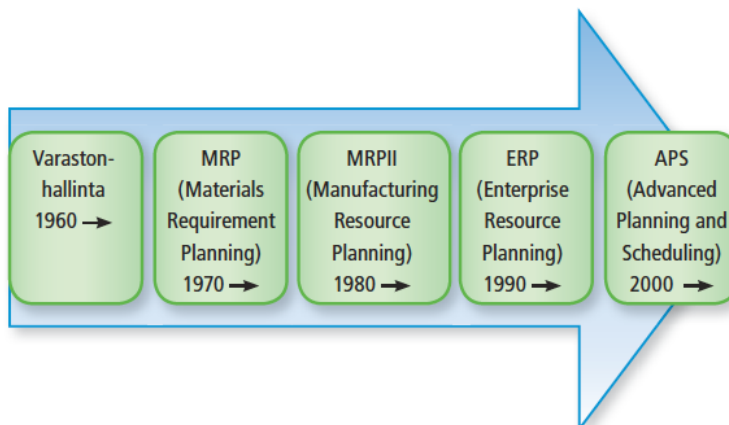 Varaston-
hallinta
1960 →
MRP
(Materials
Requirement
Planning)
1970 →
MRPII
(Manufacturing
Resource
Planning)
1980 →
ERP
(Enterprise
Resource
Planning)
1990 →
APS
(Advanced
Planning and
Scheduling)
2000 →